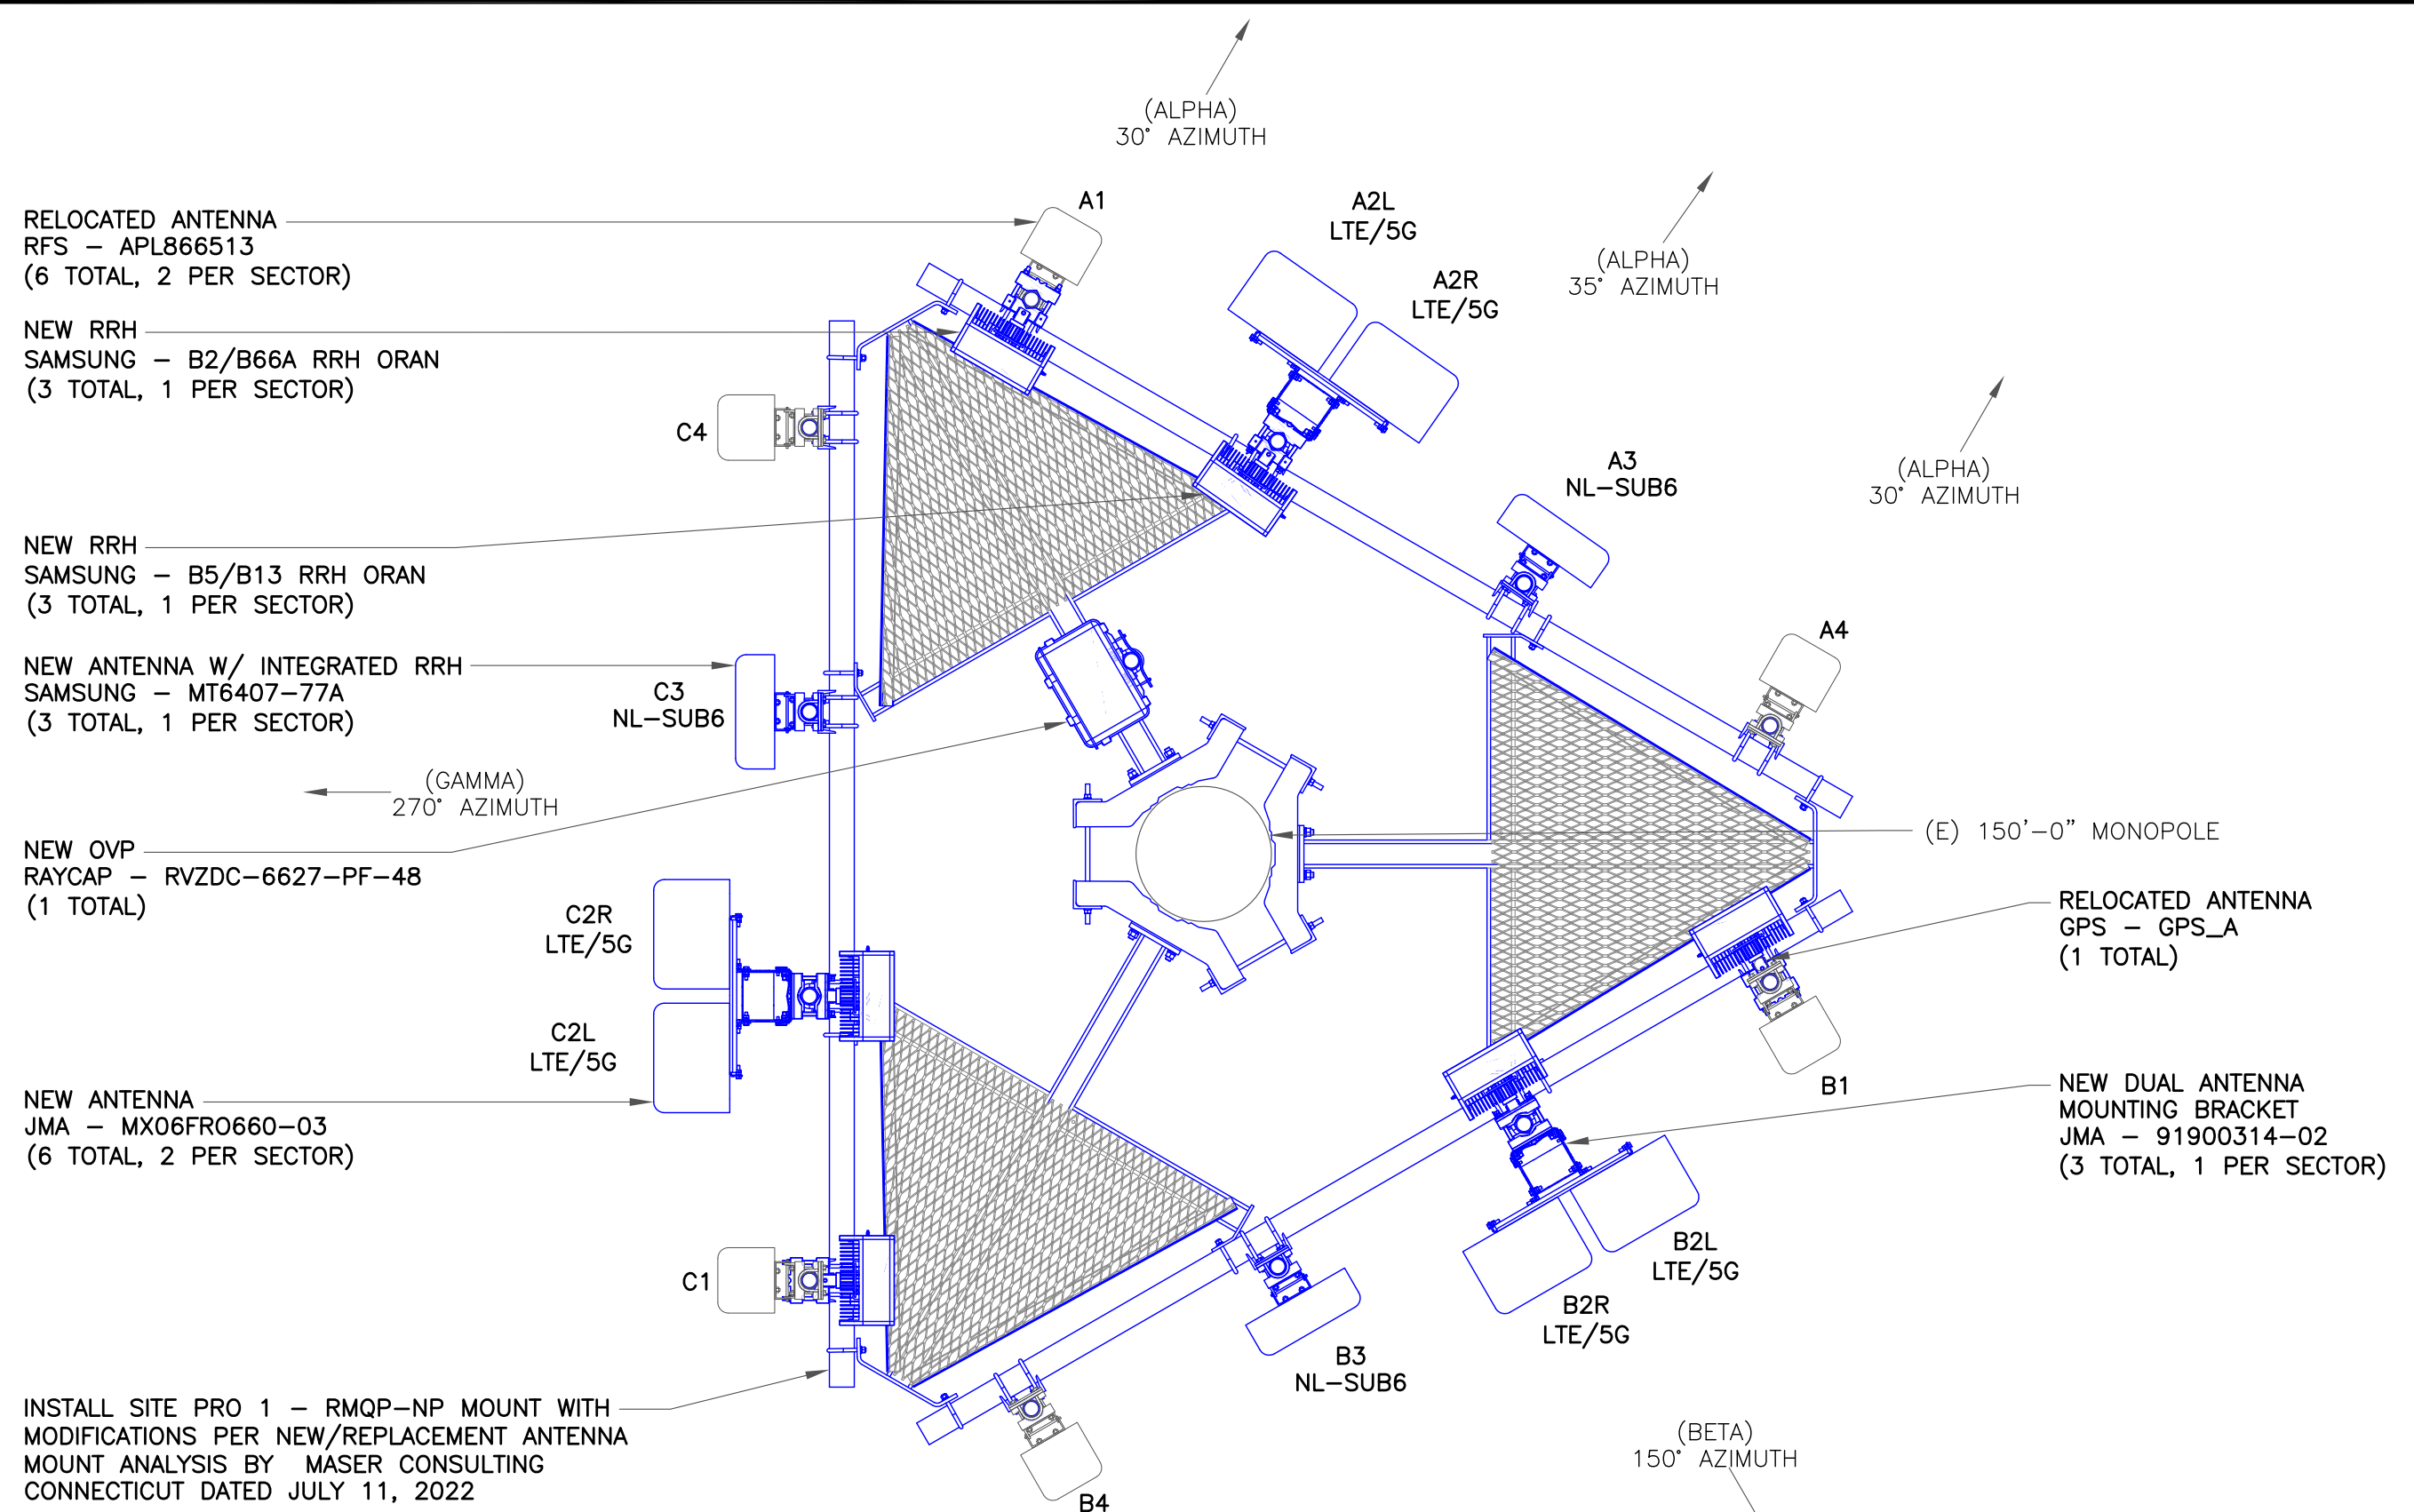 (ALPHA)
30° AZIMUTH
RELOCATED ANTENNA
RFS - APL866513
(6 TOTAL, 2 PER SECTOR)
A1
A2L
LTE/5G
A2R
LTE/5G
(ALPHA)
35° AZIMUTH
NEW RRH
SAMSUNG - B2/B66A RRH ORAN
(3 TOTAL, 1 PER SECTOR)
C4
A3
NL-SUB6
(ALPHA)
30° AZIMUTH
NEW RRH
SAMSUNG - B5/B13 RRH ORAN
(3 TOTAL, 1 PER SECTOR)
A4
NEW ANTENNA W/ INTEGRATED RRH
SAMSUNG - MT6407-77A
(3 TOTAL, 1 PER SECTOR)
C3
NL-SUB6
(GAMMA)
270° AZIMUTH
(E) 150'-0" MONOPOLE
NEW OVP
RAYCAP - RVZDC-6627-PF-48
(1 TOTAL)
C2R
LTE/5G
RELOCATED ANTENNA
GPS - GPS_A
(1 TOTAL)
C2L
LTE/5G
B1
NEW ANTENNA
JMA - MX06FRO660-03
(6 TOTAL, 2 PER SECTOR)
NEW DUAL ANTENNA
MOUNTING BRACKET
JMA - 91900314-02
(3 TOTAL, 1 PER SECTOR)
C1
B2L
LTE/5G
B2R
LTE/5G
B3
NL-SUB6
INSTALL SITE PRO 1 - RMQP-NP MOUNT WITH
MODIFICATIONS PER NEW/REPLACEMENT ANTENNA
MOUNT ANALYSIS BY MASER CONSULTING
CONNECTICUT DATED JULY 11, 2022
(BETA)
150° AZIMUTH
B4